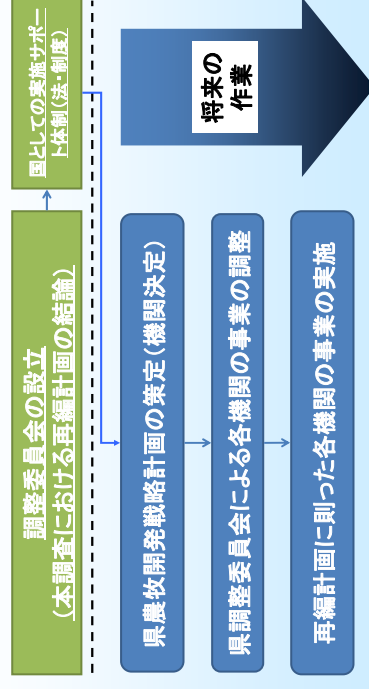 調整委員会の設立
(本調査における再編計画の結論)
国としての実施サポー
ト体制(法・制度)
県農牧開発戦略計画の策定(機関決定)
県調整委員会による各機関の事業の調整
再編計画に則った各機関の事業の実施
将来の
作業